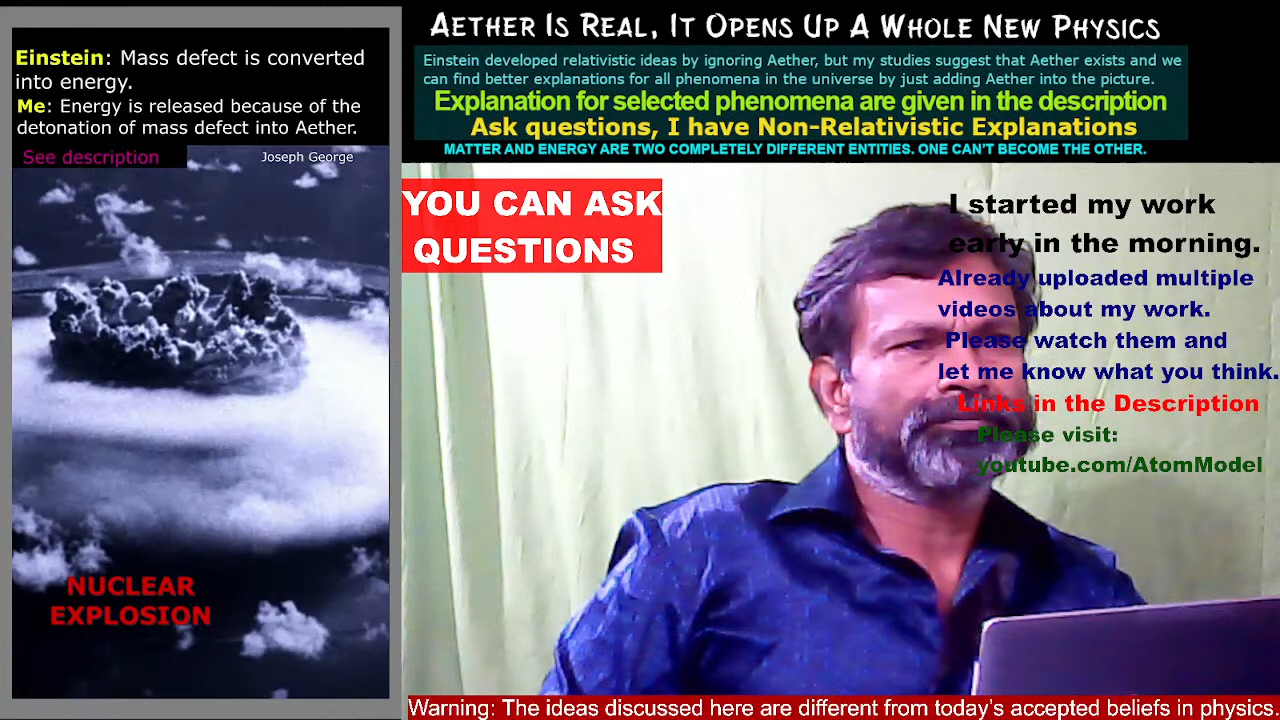 Einstein: Mass defect is converted
into energy.
Me: Energy is released because of the
detonation of mass defect into Aether.
See description
Joseph George
NUCLEAR
EXPLOSION
Aether Is Real, It Opens Up A Whole New Physics
Einstein developed relativistic ideas by ignoring Aether, but my studies suggest that Aether exists and we
can find better explanations for all phenomena in the universe by just adding Aether into the picture.
Explanation for selected phenomena are given in the description
Ask questions, I have Non-Relativistic Explanations
MATTER AND ENERGY ARE TWO COMPLETELY DIFFERENT ENTITIES. ONE CAN'T BECOME THE OTHER.
YOU CAN ASK
QUESTIONS
I started my work
early in the morning.
Already uploaded multiple
videos about my work.
Please watch them and
let me know what you think.
Links in the Description
Please visit:
youtube.com/AtomModel
Warning: The ideas discussed here are different from today's accepted beliefs in physics.